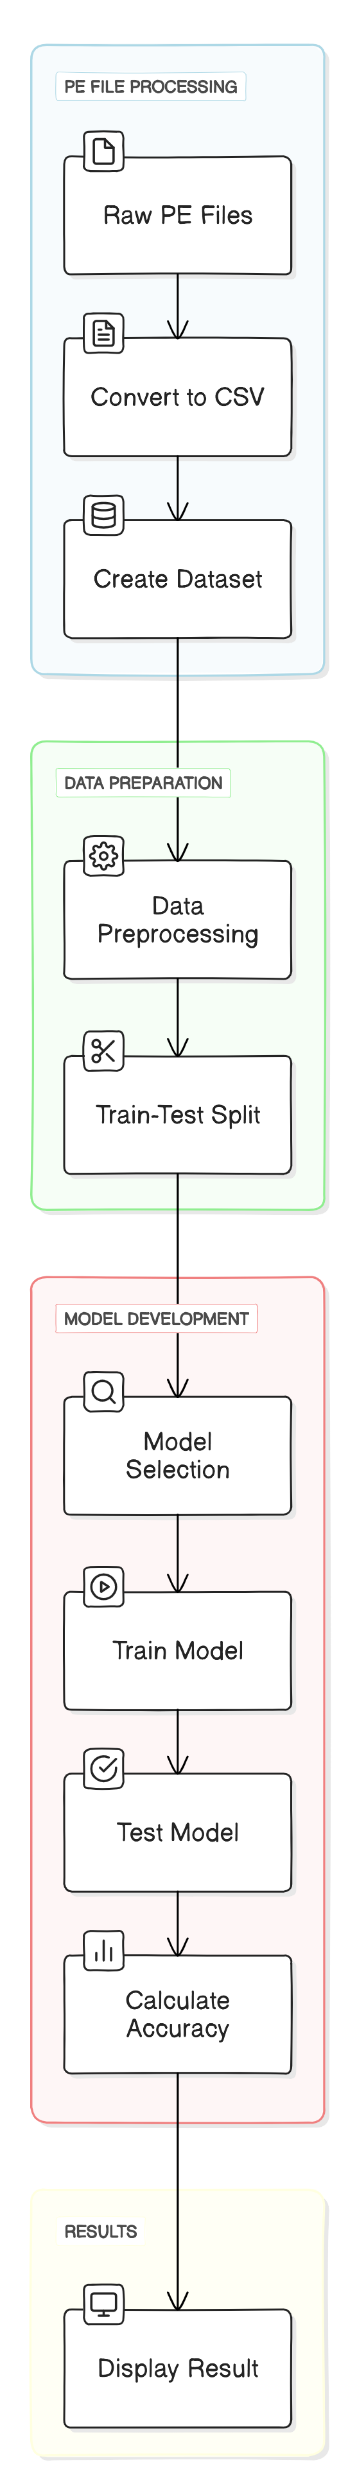 PE FILE PROCESSING
Raw PE Files
Convert to CSV
Create Dataset
DATA PREPARATION
Data
Preprocessing
Train-Test Split
MODEL DEVELOPMENT
Model
Selection
Train Model
Test Model
Calculate
Accuracy
RESULTS
Display Result